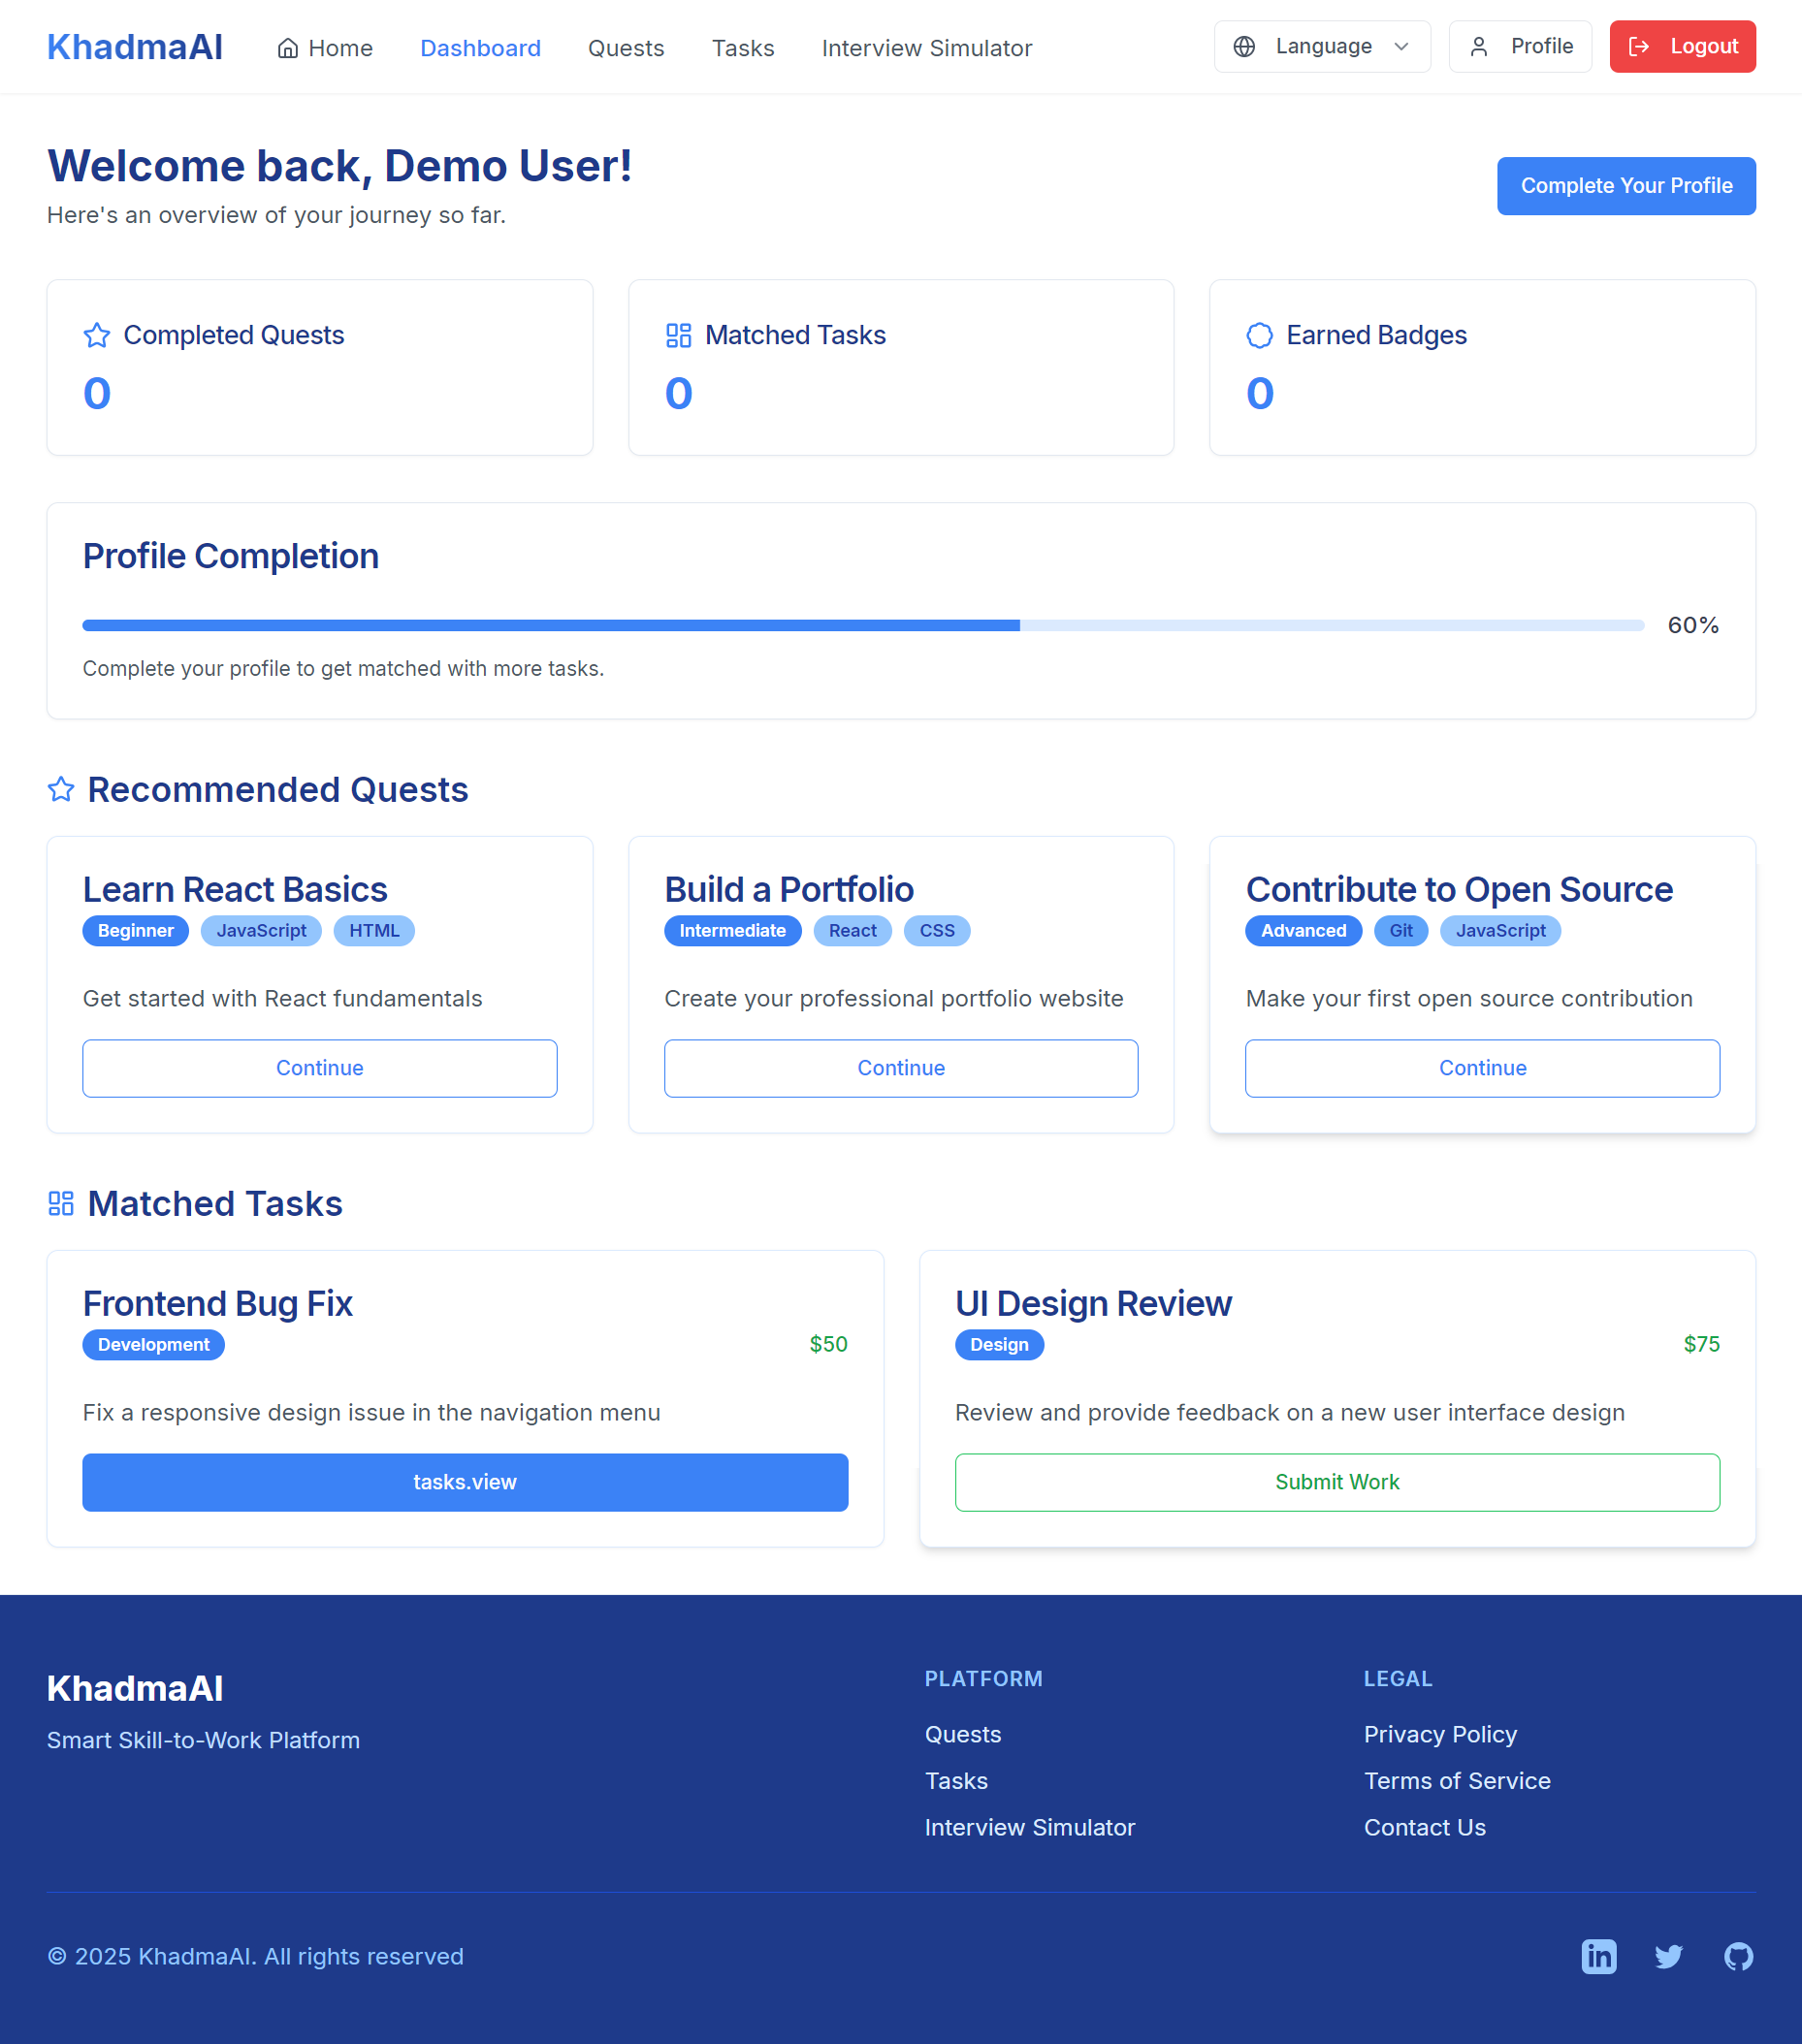 KhadmaAI
Home
Dashboard
Quests
Tasks
Interview Simulator
Language
Profile
Logout
Welcome back, Demo User!
Here's an overview of your journey so far.
Complete Your Profile
Completed Quests
0
Matched Tasks
0
Earned Badges
0
Profile Completion
60%
Complete your profile to get matched with more tasks.
Recommended Quests
Learn React Basics
Beginner JavaScript HTML
Get started with React fundamentals
Continue
Build a Portfolio
Intermediate React CSS
Create your professional portfolio website
Continue
Contribute to Open Source
Advanced Git JavaScript
Make your first open source contribution
Continue
Matched Tasks
Frontend Bug Fix
Development $50
Fix a responsive design issue in the navigation menu
tasks.view
UI Design Review
Design $75
Review and provide feedback on a new user interface design
Submit Work
KhadmaAI
Smart Skill-to-Work Platform
PLATFORM
Quests
Tasks
Interview Simulator
LEGAL
Privacy Policy
Terms of Service
Contact Us
© 2025 KhadmaAI. All rights reserved
in